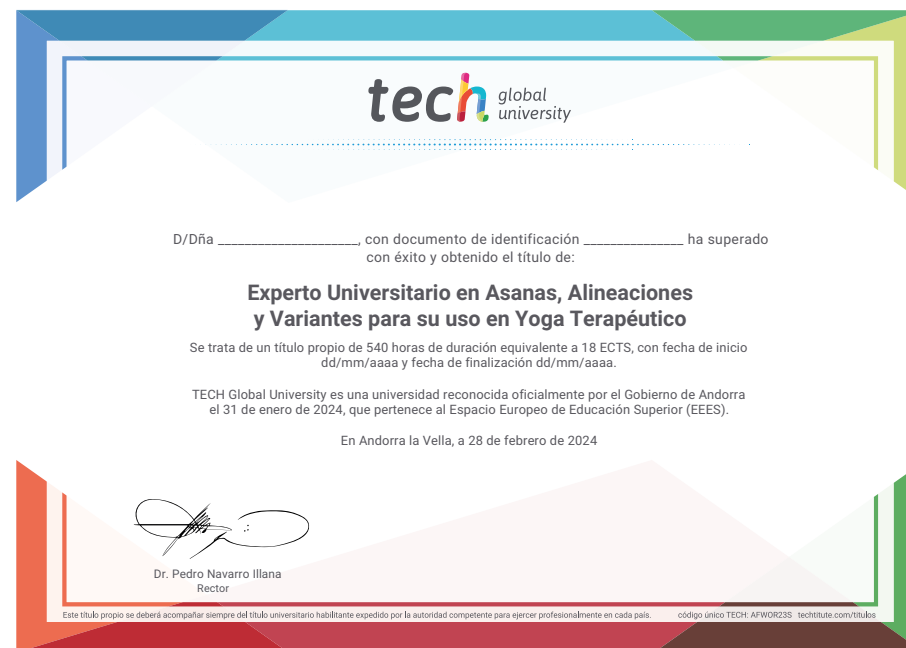 tech global university
D/Dña _____________________, con documento de identificación _______________ ha superado
con éxito y obtenido el título de:
Experto Universitario en Asanas, Alineaciones
y Variantes para su uso en Yoga Terapéutico
Se trata de un título propio de 540 horas de duración equivalente a 18 ECTS, con fecha de inicio
dd/mm/aaaa y fecha de finalización dd/mm/aaaa.
TECH Global University es una universidad reconocida oficialmente por el Gobierno de Andorra
el 31 de enero de 2024, que pertenece al Espacio Europeo de Educación Superior (EEES).
En Andorra la Vella, a 28 de febrero de 2024
Dr. Pedro Navarro Illana
Rector
Este título propio se deberá acompañar siempre del título universitario habilitante expedido por la autoridad competente para ejercer profesionalmente en cada país. código único TECH: AFWOR23S techtitute.com/titulos